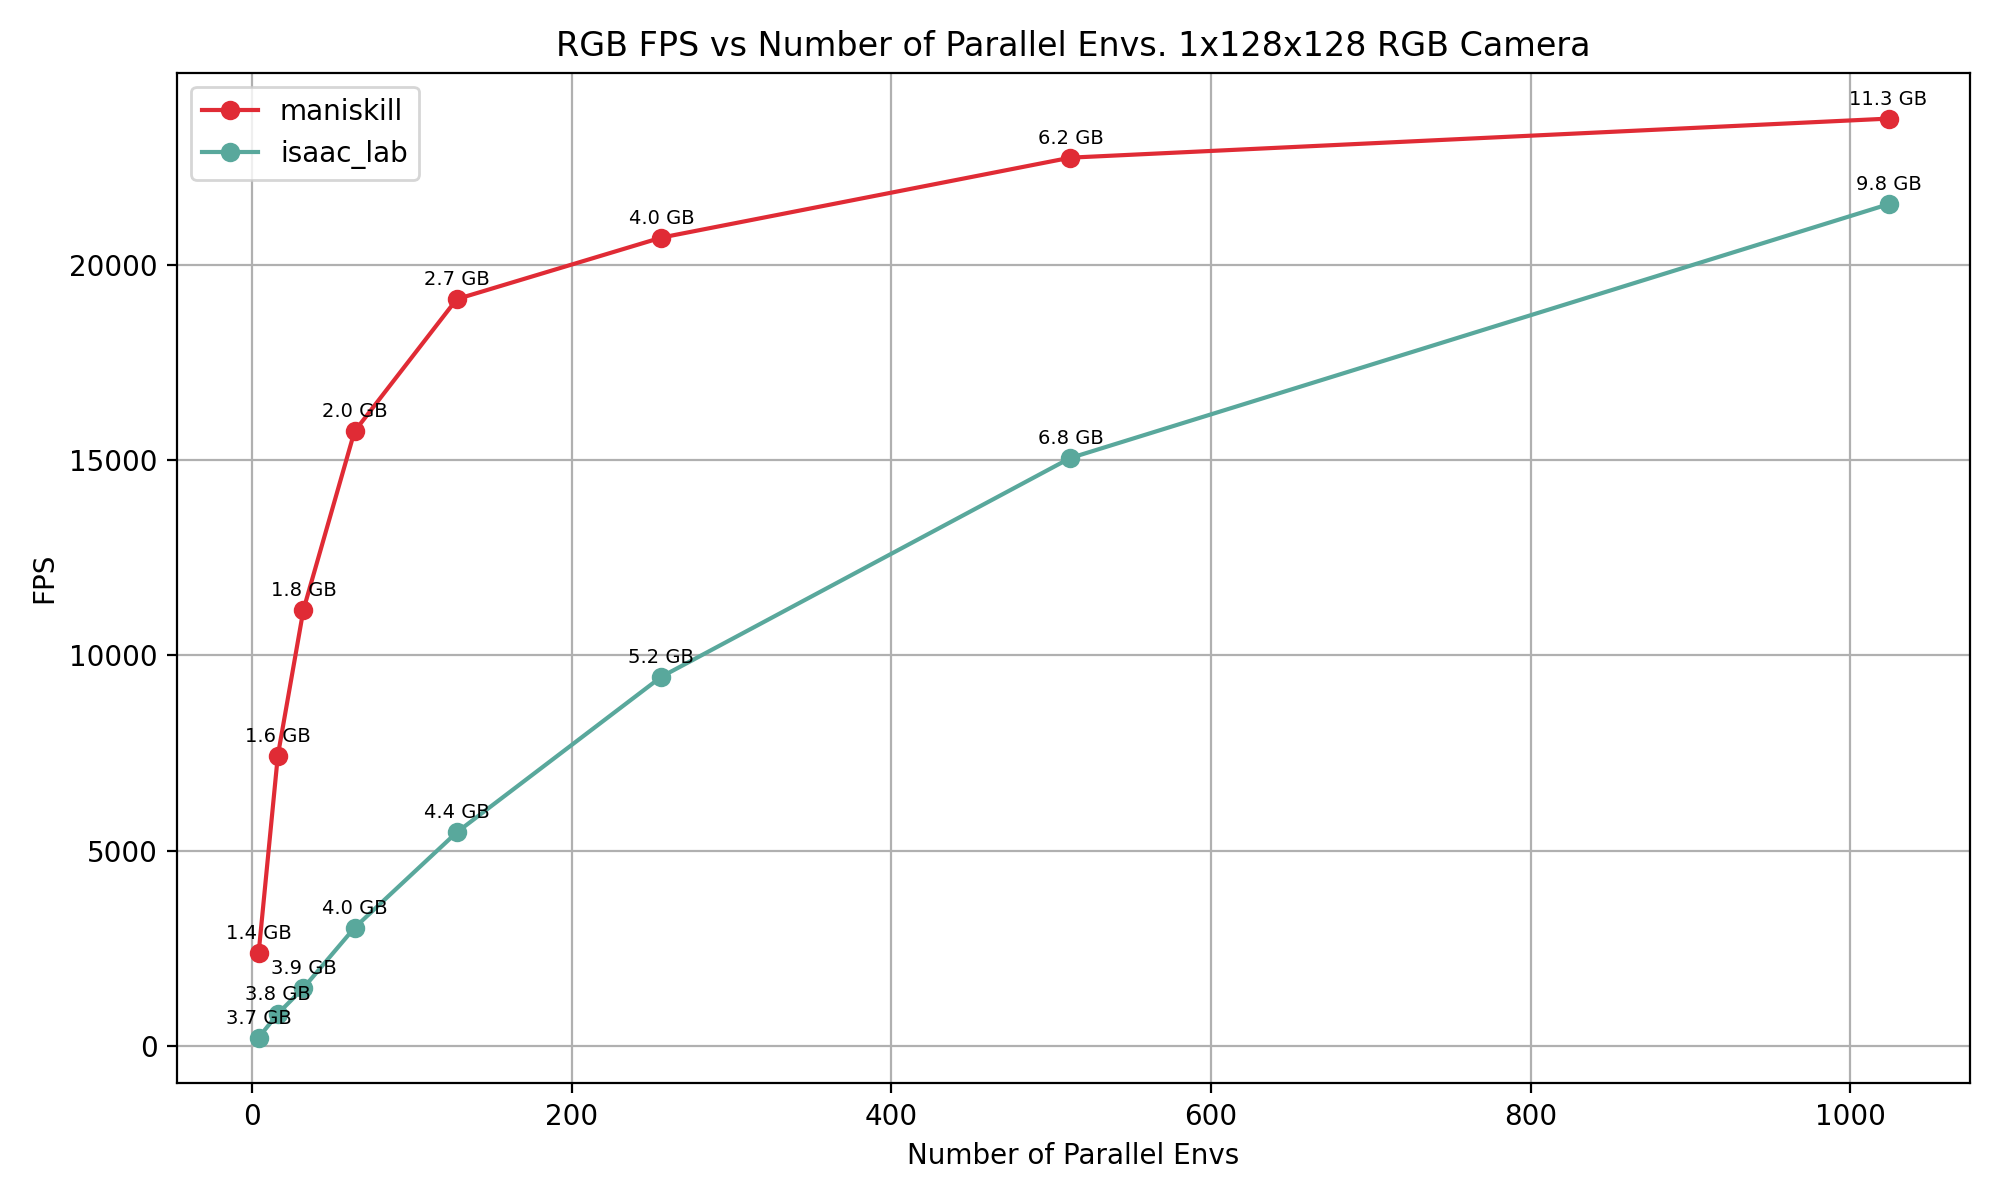 RGB FPS vs Number of Parallel Envs. 1x128x128 RGB Camera
maniskill
isaac_lab
11.3 GB
6.2 GB
9.8 GB
4.0 GB
2.7 GB
2.0 GB
6.8 GB
1.8 GB
5.2 GB
1.6 GB
4.4 GB
4.0 GB
1.4 GB
3.9 GB
3.8 GB
3.7 GB
FPS
20000
15000
10000
5000
0
0 200 400 600 800 1000
Number of Parallel Envs